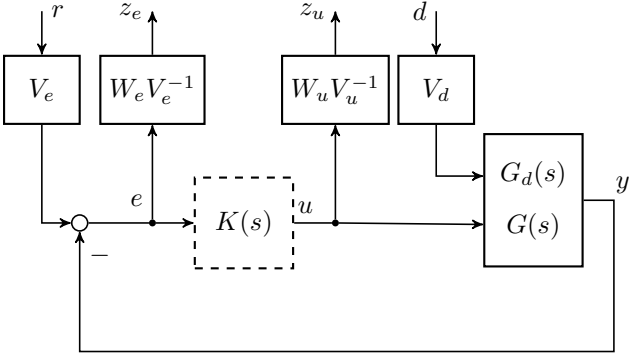 r
z_e
z_u
d
V_e
W_e V_e^{-1}
W_u V_u^{-1}
V_d
G_d(s)
y
e
K(s)
u
G(s)
−